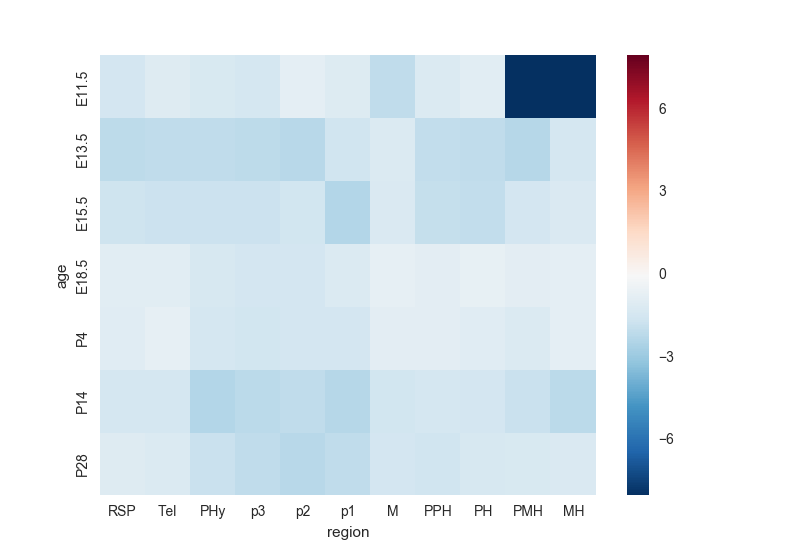 age
E11.5
E13.5
E15.5
E18.5
P4
P14
P28
RSP Tel PHy p3 p2 p1 M PPH PH PMH MH
region
6
3
0
−3
−6